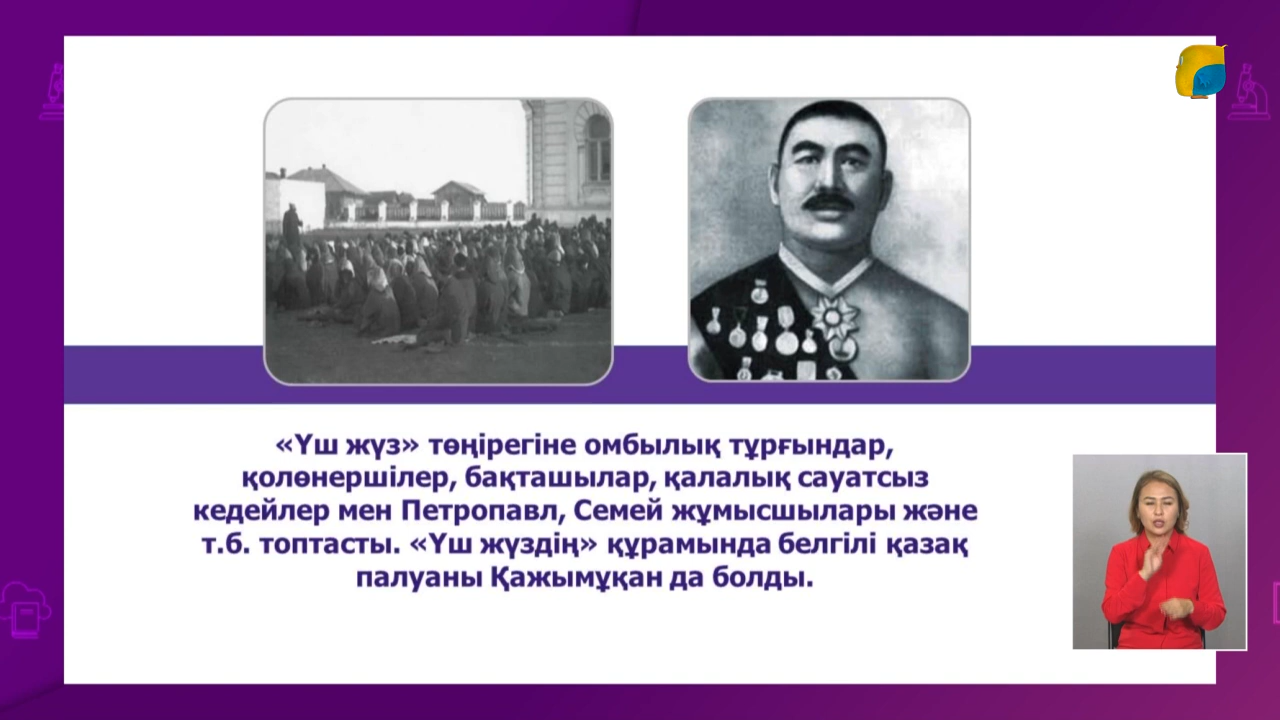 «Үш жүз» төңірегіне омбылық тұрғындар,
қолөнершілер, бақташылар, қалалық сауатсыз
кедейлер мен Петропавл, Семей жұмысшылары және
т.б. топтасты. «Үш жүздің» құрамында белгілі қазақ
палуаны Қажымұқан да болды.